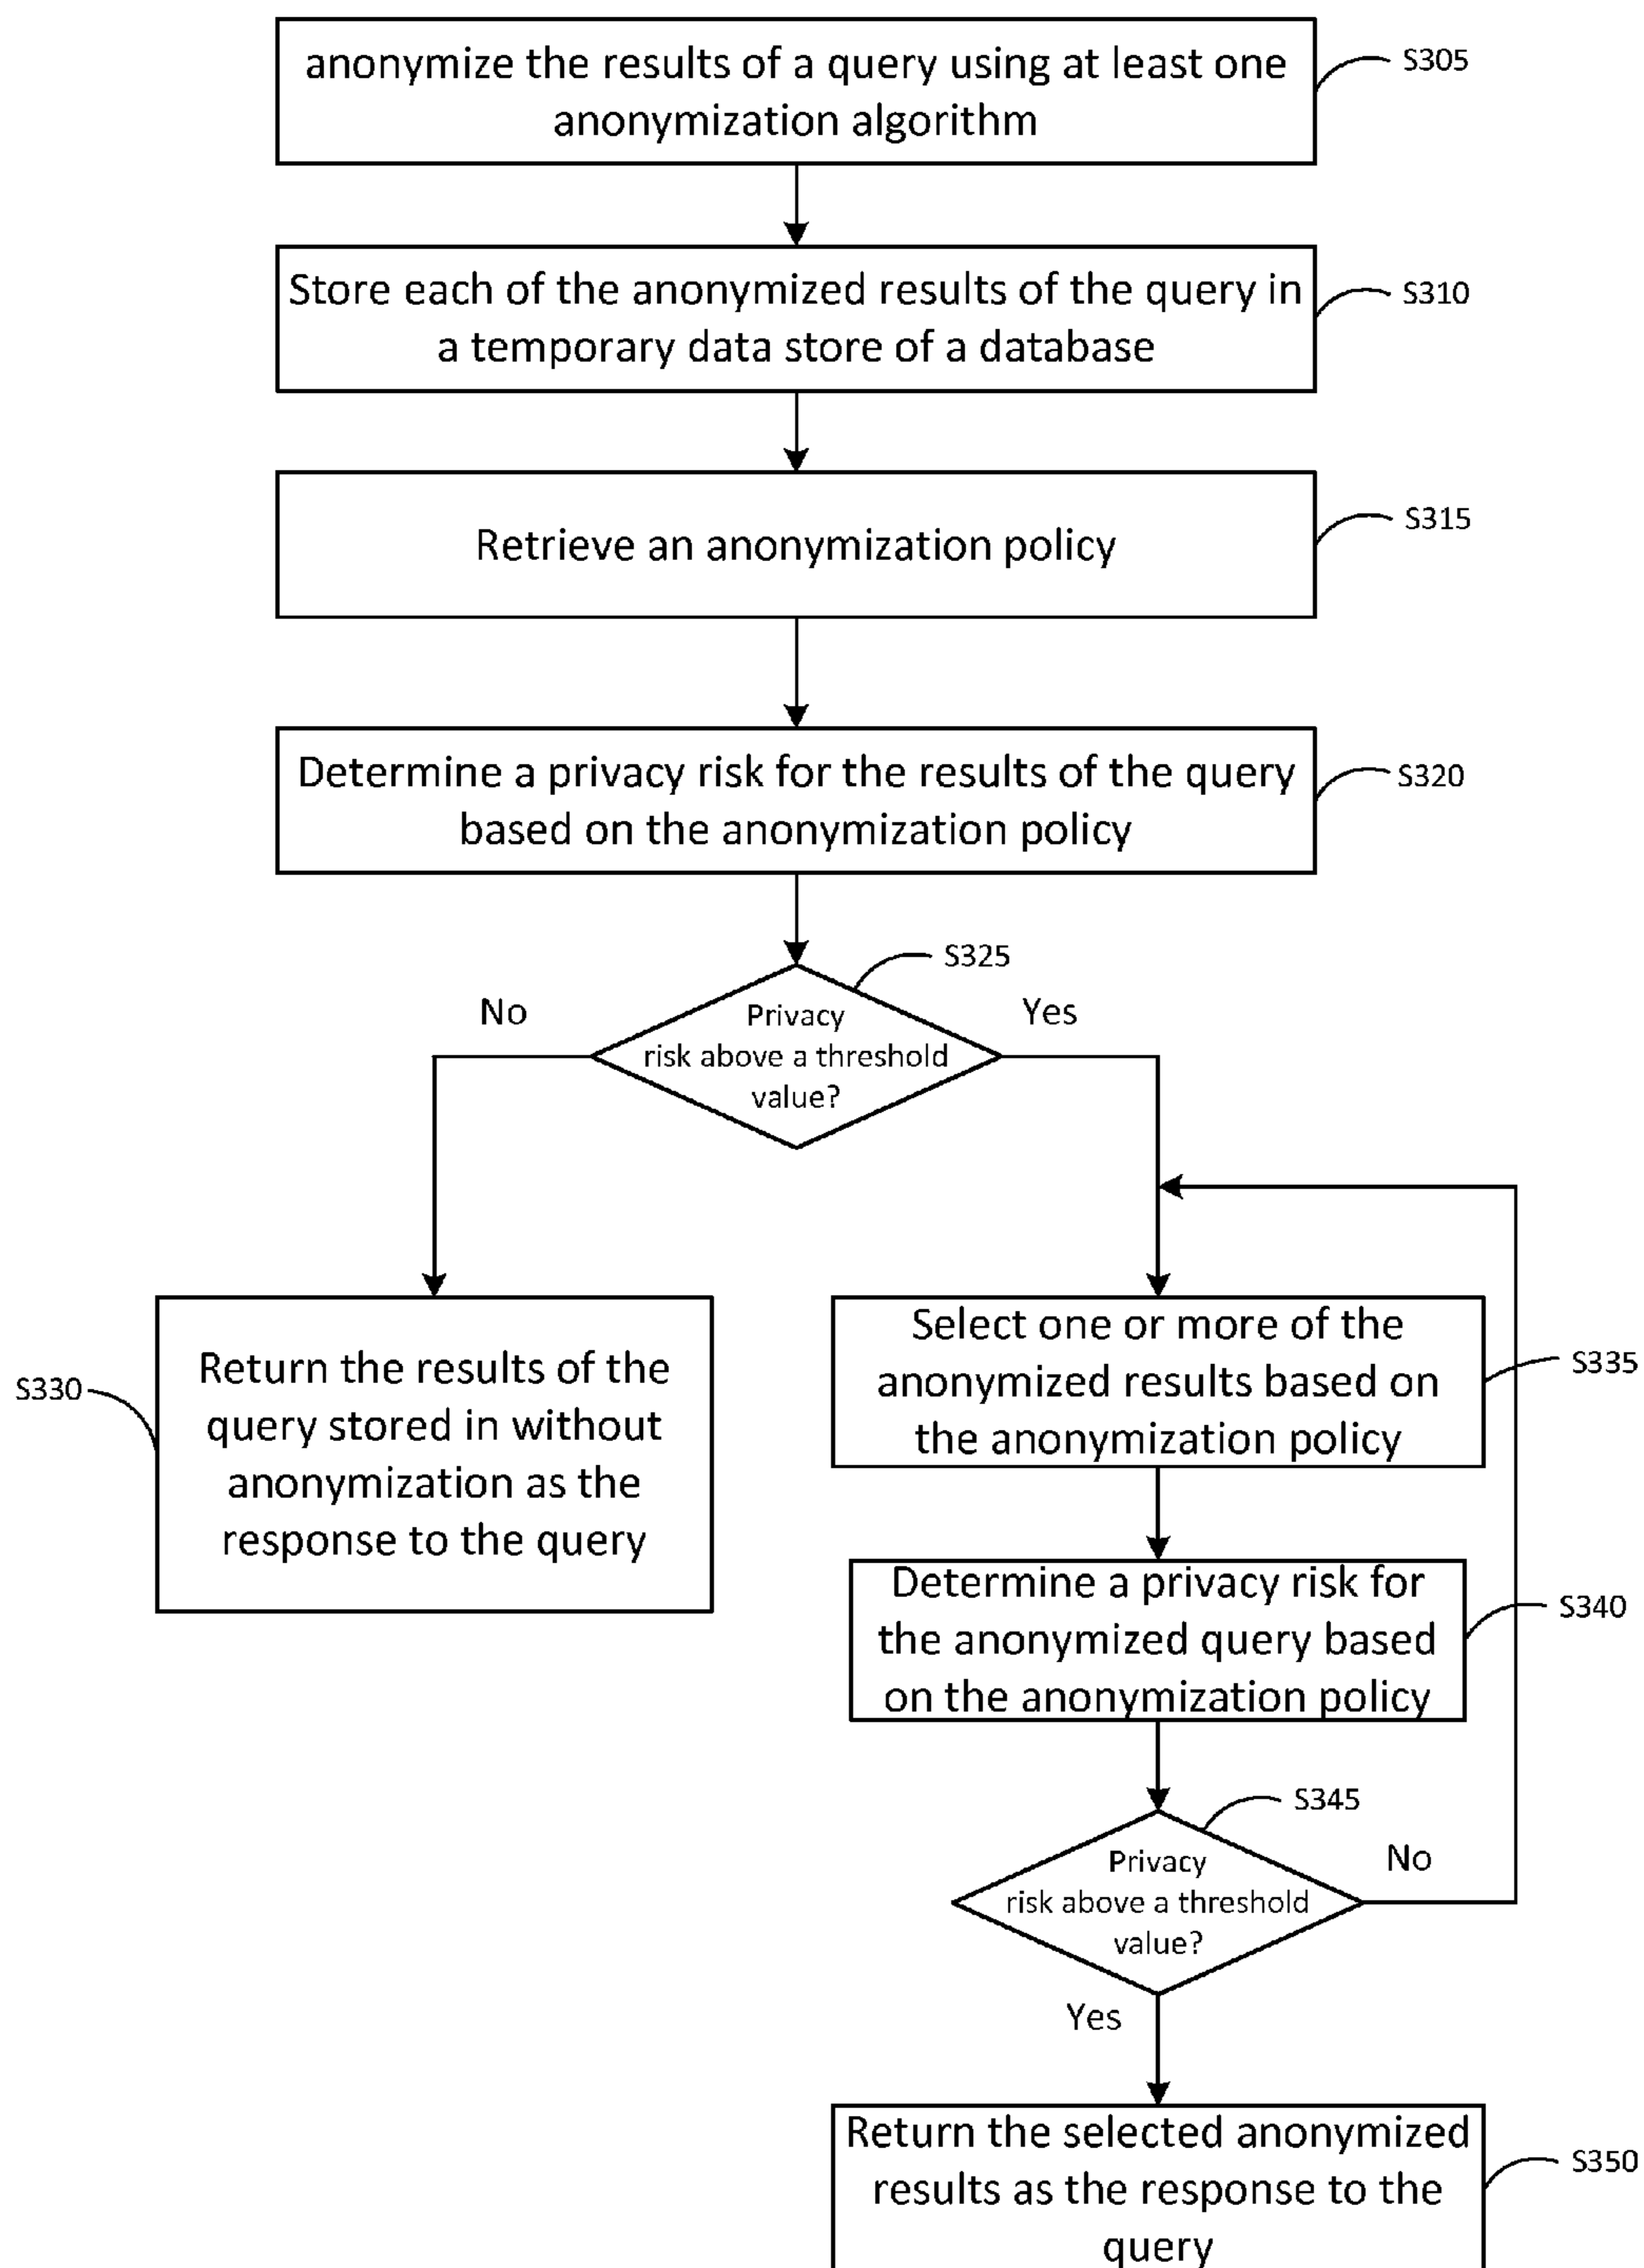 anonymize the results of a query using at least one
anonymization algorithm
S305
Store each of the anonymized results of the query in
a temporary data store of a database
S310
Retrieve an anonymization policy
S315
Determine a privacy risk for the results of the query
based on the anonymization policy
S320
S325
No
Privacy
risk above a threshold
value?
Yes
S330
Return the results of the
query stored in without
anonymization as the
response to the query
Select one or more of the
anonymized results based on
the anonymization policy
S335
Determine a privacy risk for
the anonymized query based
on the anonymization policy
S340
S345
Privacy
risk above a threshold
value?
No
Yes
Return the selected anonymized
results as the response to the
query
S350